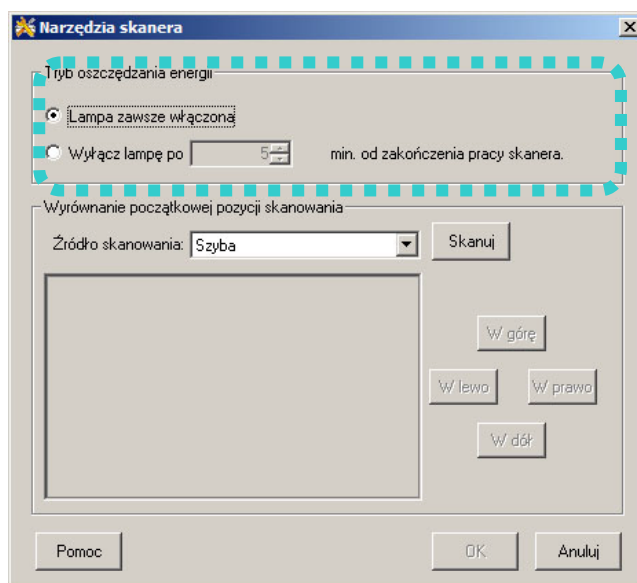 Narzędzia skanera
Tryb oszczędzania energii
Lampa zawsze włączona
Wyłącz lampę po 5 min. od zakończenia pracy skanera.
Wyrównanie początkowej pozycji skanowania
Źródło skanowania: Szyba Skanuj
W górę
W lewo W prawo
W dół
Pomoc OK Anuluj